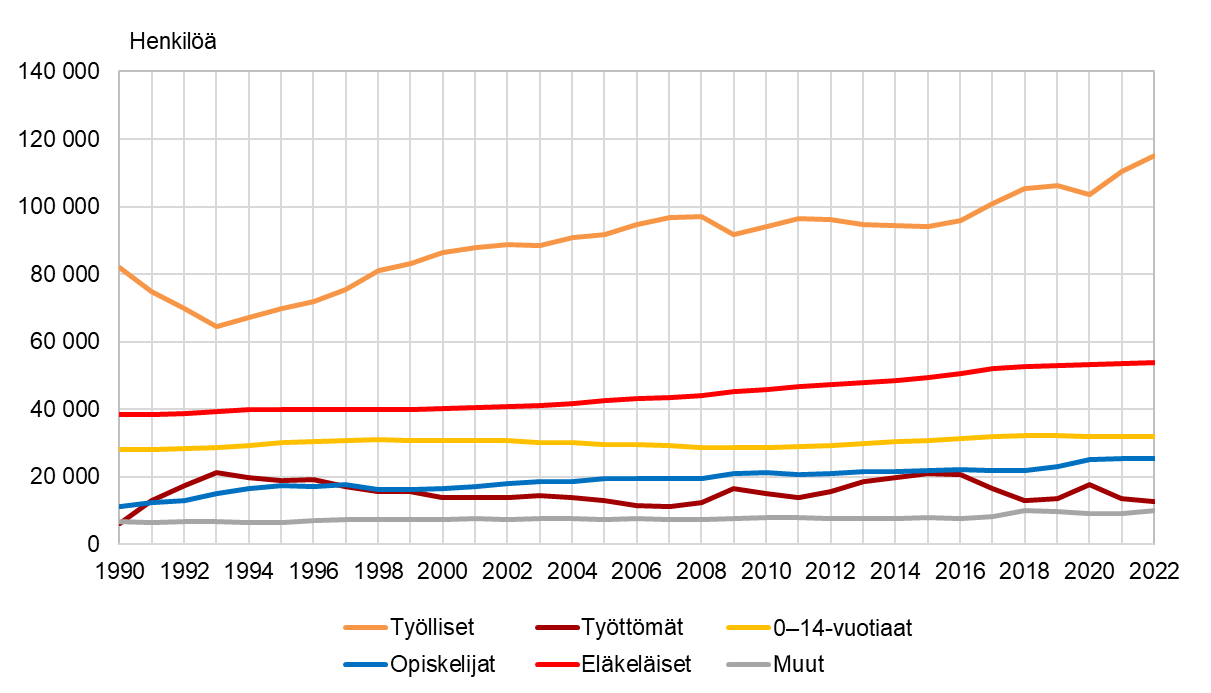 Henkilöä
140 000
120 000
100 000
80 000
60 000
40 000
20 000
0
1990 1992 1994 1996 1998 2000 2002 2004 2006 2008 2010 2012 2014 2016 2018 2020 2022
Työlliset Työttömät 0–14-vuotiaat
Opiskelijat Eläkeläiset Muut